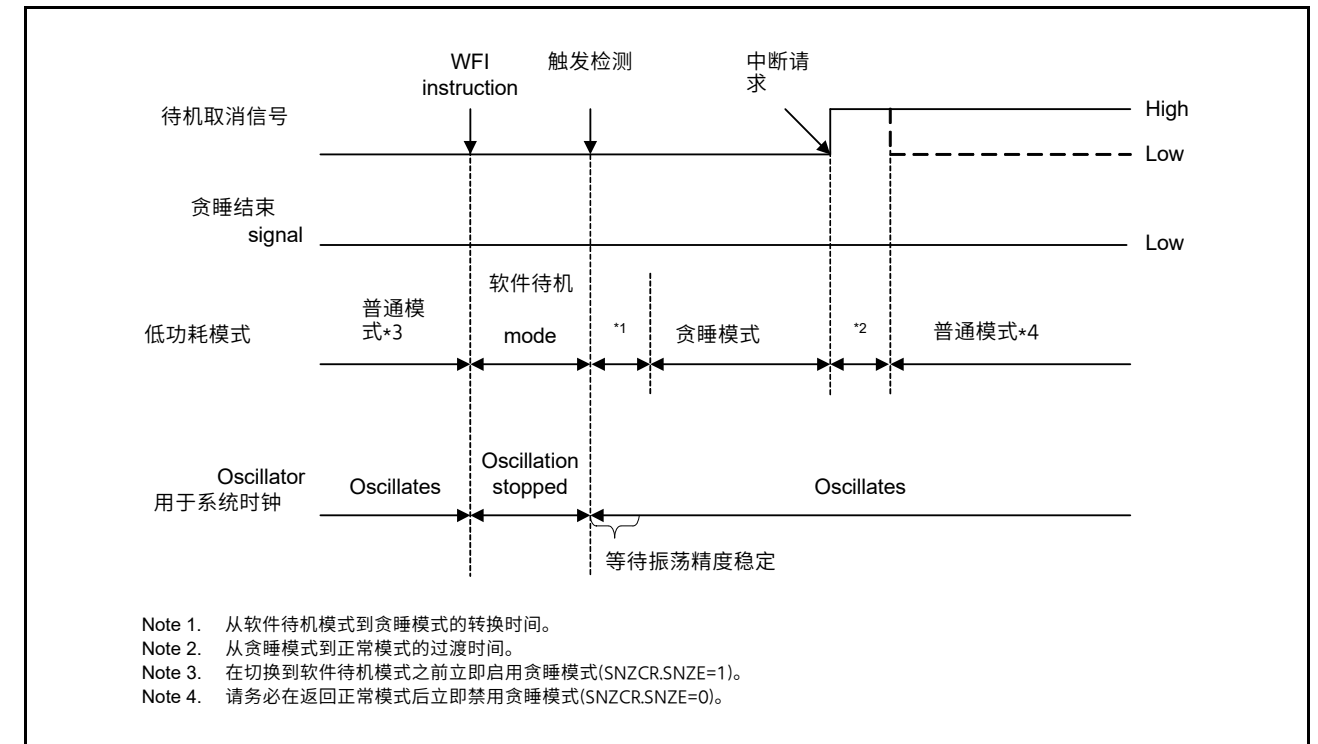 WFI
instruction
触发检测
中断请
求
待机取消信号
High
Low
贪睡结束
signal
Low
软件待机
普通模
式*3
低功耗模式
mode
*1
贪睡模式
*2
普通模式*4
Oscillator
用于系统时钟
Oscillates
Oscillation
stopped
Oscillates
等待振荡精度稳定
Note 1. 从软件待机模式到贪睡模式的转换时间。
Note 2. 从贪睡模式到正常模式的过渡时间。
Note 3. 在切换到软件待机模式之前立即启用贪睡模式(SNZCR.SNZE=1)。
Note 4. 请务必在返回正常模式后立即禁用贪睡模式(SNZCR.SNZE=0)。